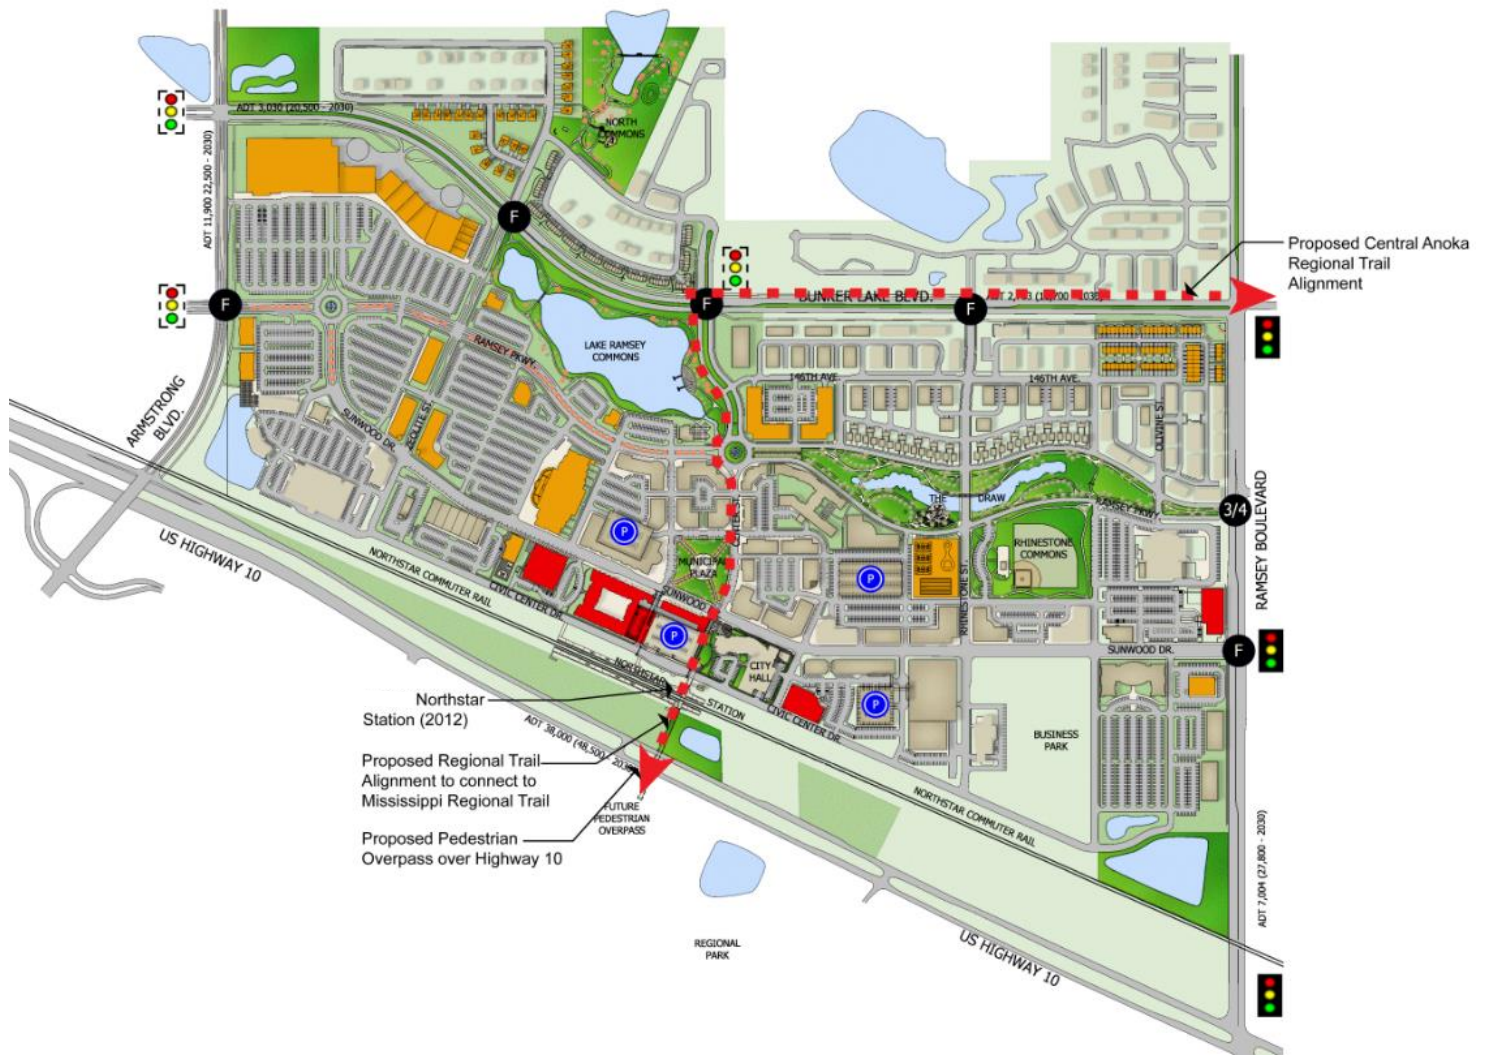 ADT 3,030 (20,500 - 2030)
NORTH
COMMONS
ADT 11,900 22,500 - 2030)
F
F
F
F
BUNKER LAKE BLVD.
Proposed Central Anoka
Regional Trail
Alignment
LAKE RAMSEY
COMMONS
RAMSEY PKWY.
146TH AVE.
146TH AVE.
ARMSTRONG
BLVD.
SUNWOOD DR.
ZEOLITE ST.
OLIVINE ST.
THE DRAW
RAMSEY PKWY.
3/4
RAMSEY BOULEVARD
CENTER ST.
P
P
RHINESTONE
COMMONS
US HIGHWAY 10
NORTHSTAR COMMUTER RAIL
CIVIC CENTER DR.
MUNICIPAL
PLAZA
SUNWOOD
RHINESTONE ST.
P
P
CITY
HALL
SUNWOOD DR.
F
NORTHSTAR
STATION
CIVIC CENTER DR.
Northstar
Station (2012)
ADT 38,000 (48,500 - 2030)
BUSINESS
PARK
Proposed Regional Trail
Alignment to connect to
Mississippi Regional Trail
NORTHSTAR COMMUTER RAIL
FUTURE
PEDESTRIAN
OVERPASS
Proposed Pedestrian
Overpass over Highway 10
ADT 7,004 (27,800 - 2030)
REGIONAL
PARK
US HIGHWAY 10